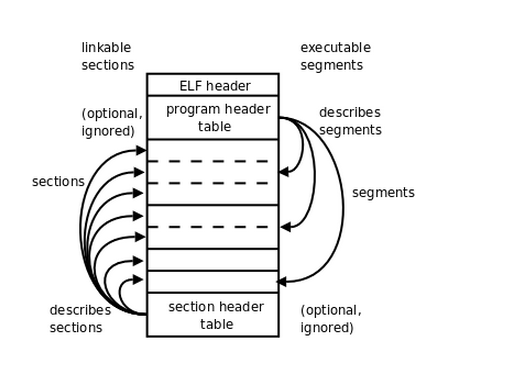 linkable
sections
executable
segments
ELF header
(optional,
ignored)
program header
table
describes
segments
sections
segments
describes
sections
section header
table
(optional,
ignored)